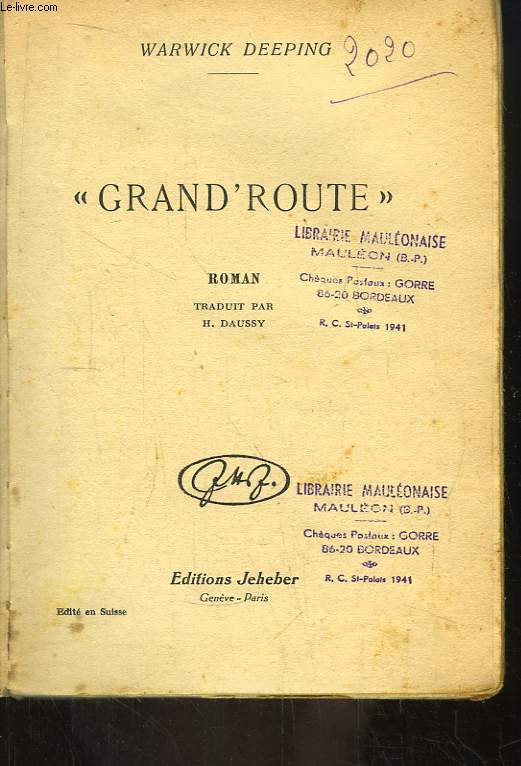 Le-livre.com
WARWICK DEEPING
2020
« GRAND'ROUTE »
LIBRAIRIE MAULÉONAISE
MAULÉON (B.-P.)
Chèques Postaux : GORRE
86-20 BORDEAUX
R. C. St-Palais 1941
ROMAN
TRADUIT PAR
H. DAUSSY
LIBRAIRIE MAULÉONAISE
MAULÉON (B.-P.)
Chèques Postaux : GORRE
86-20 BORDEAUX
R. C. St-Palais 1941
Editions Jeheber
Genève - Paris
Edité en Suisse